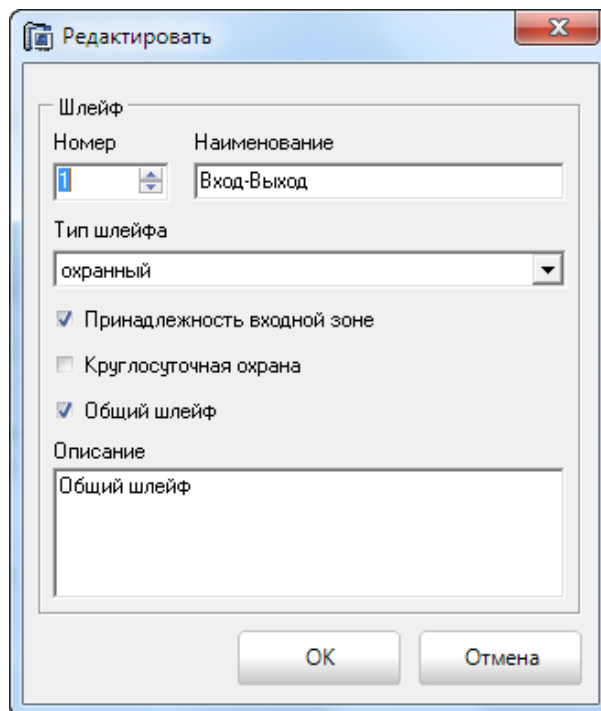 Редактировать
Шлейф
Номер Наименование
1 Вход-Выход
Тип шлейфа
охранный
Принадлежность входной зоне
Круглосуточная охрана
Общий шлейф
Описание
Общий шлейф
OK Отмена